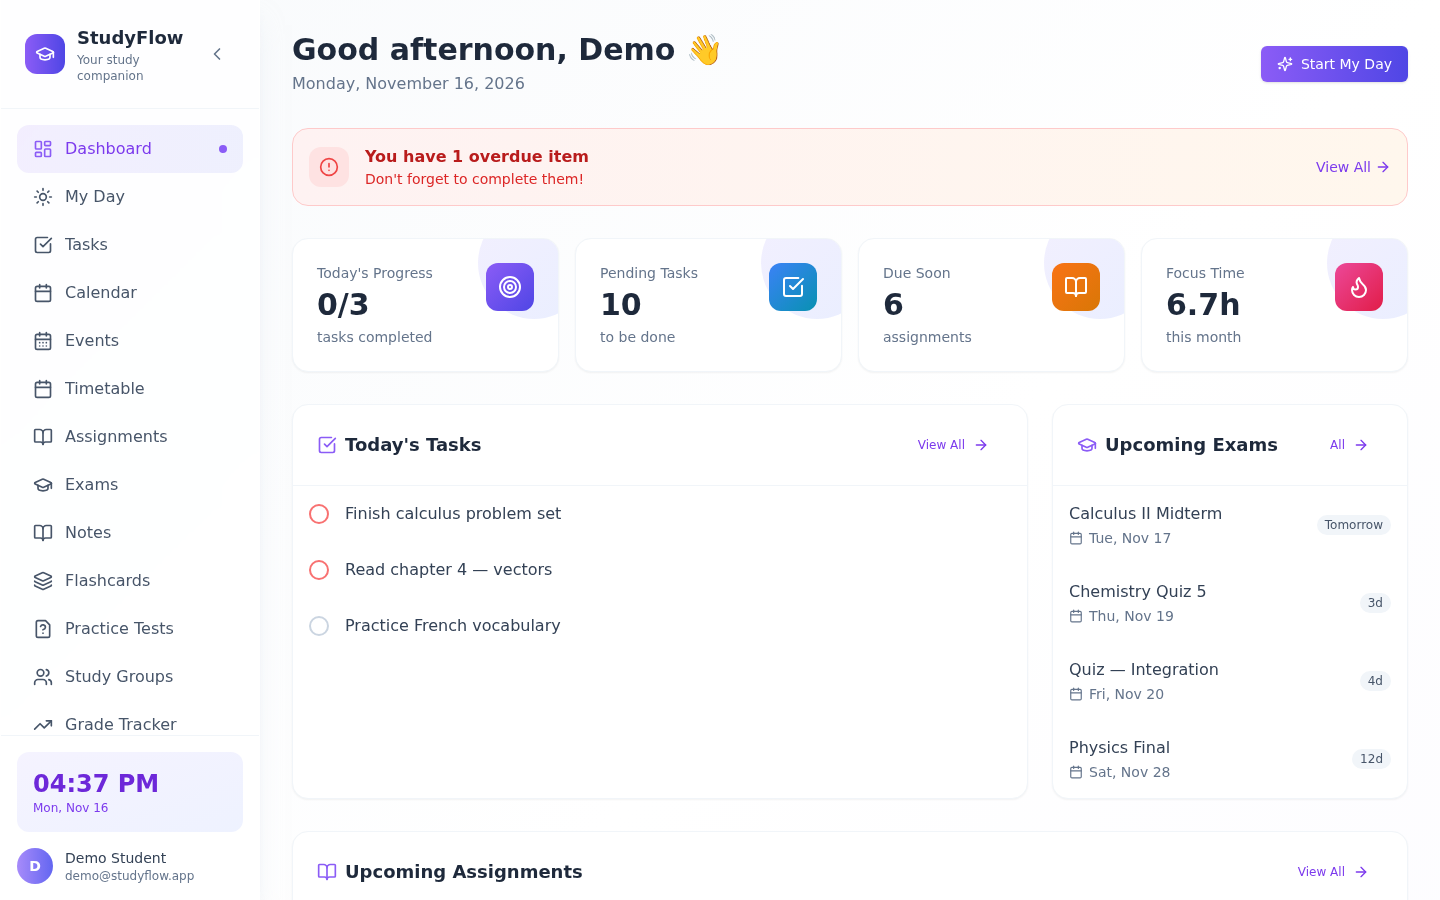 StudyFlow
Your study
companion
Dashboard
My Day
Tasks
Calendar
Events
Timetable
Assignments
Exams
Notes
Flashcards
Practice Tests
Study Groups
Grade Tracker
04:37 PM
Mon, Nov 16
D
Demo Student
demo@studyflow.app
Good afternoon, Demo 👋
Monday, November 16, 2026
Start My Day
You have 1 overdue item
Don't forget to complete them!
View All
Today's Progress
0/3
tasks completed
Pending Tasks
10
to be done
Due Soon
6
assignments
Focus Time
6.7h
this month
Today's Tasks
View All
Finish calculus problem set
Read chapter 4 — vectors
Practice French vocabulary
Upcoming Exams
All
Calculus II Midterm
Tue, Nov 17
Tomorrow
Chemistry Quiz 5
Thu, Nov 19
3d
Quiz — Integration
Fri, Nov 20
4d
Physics Final
Sat, Nov 28
12d
Upcoming Assignments
View All